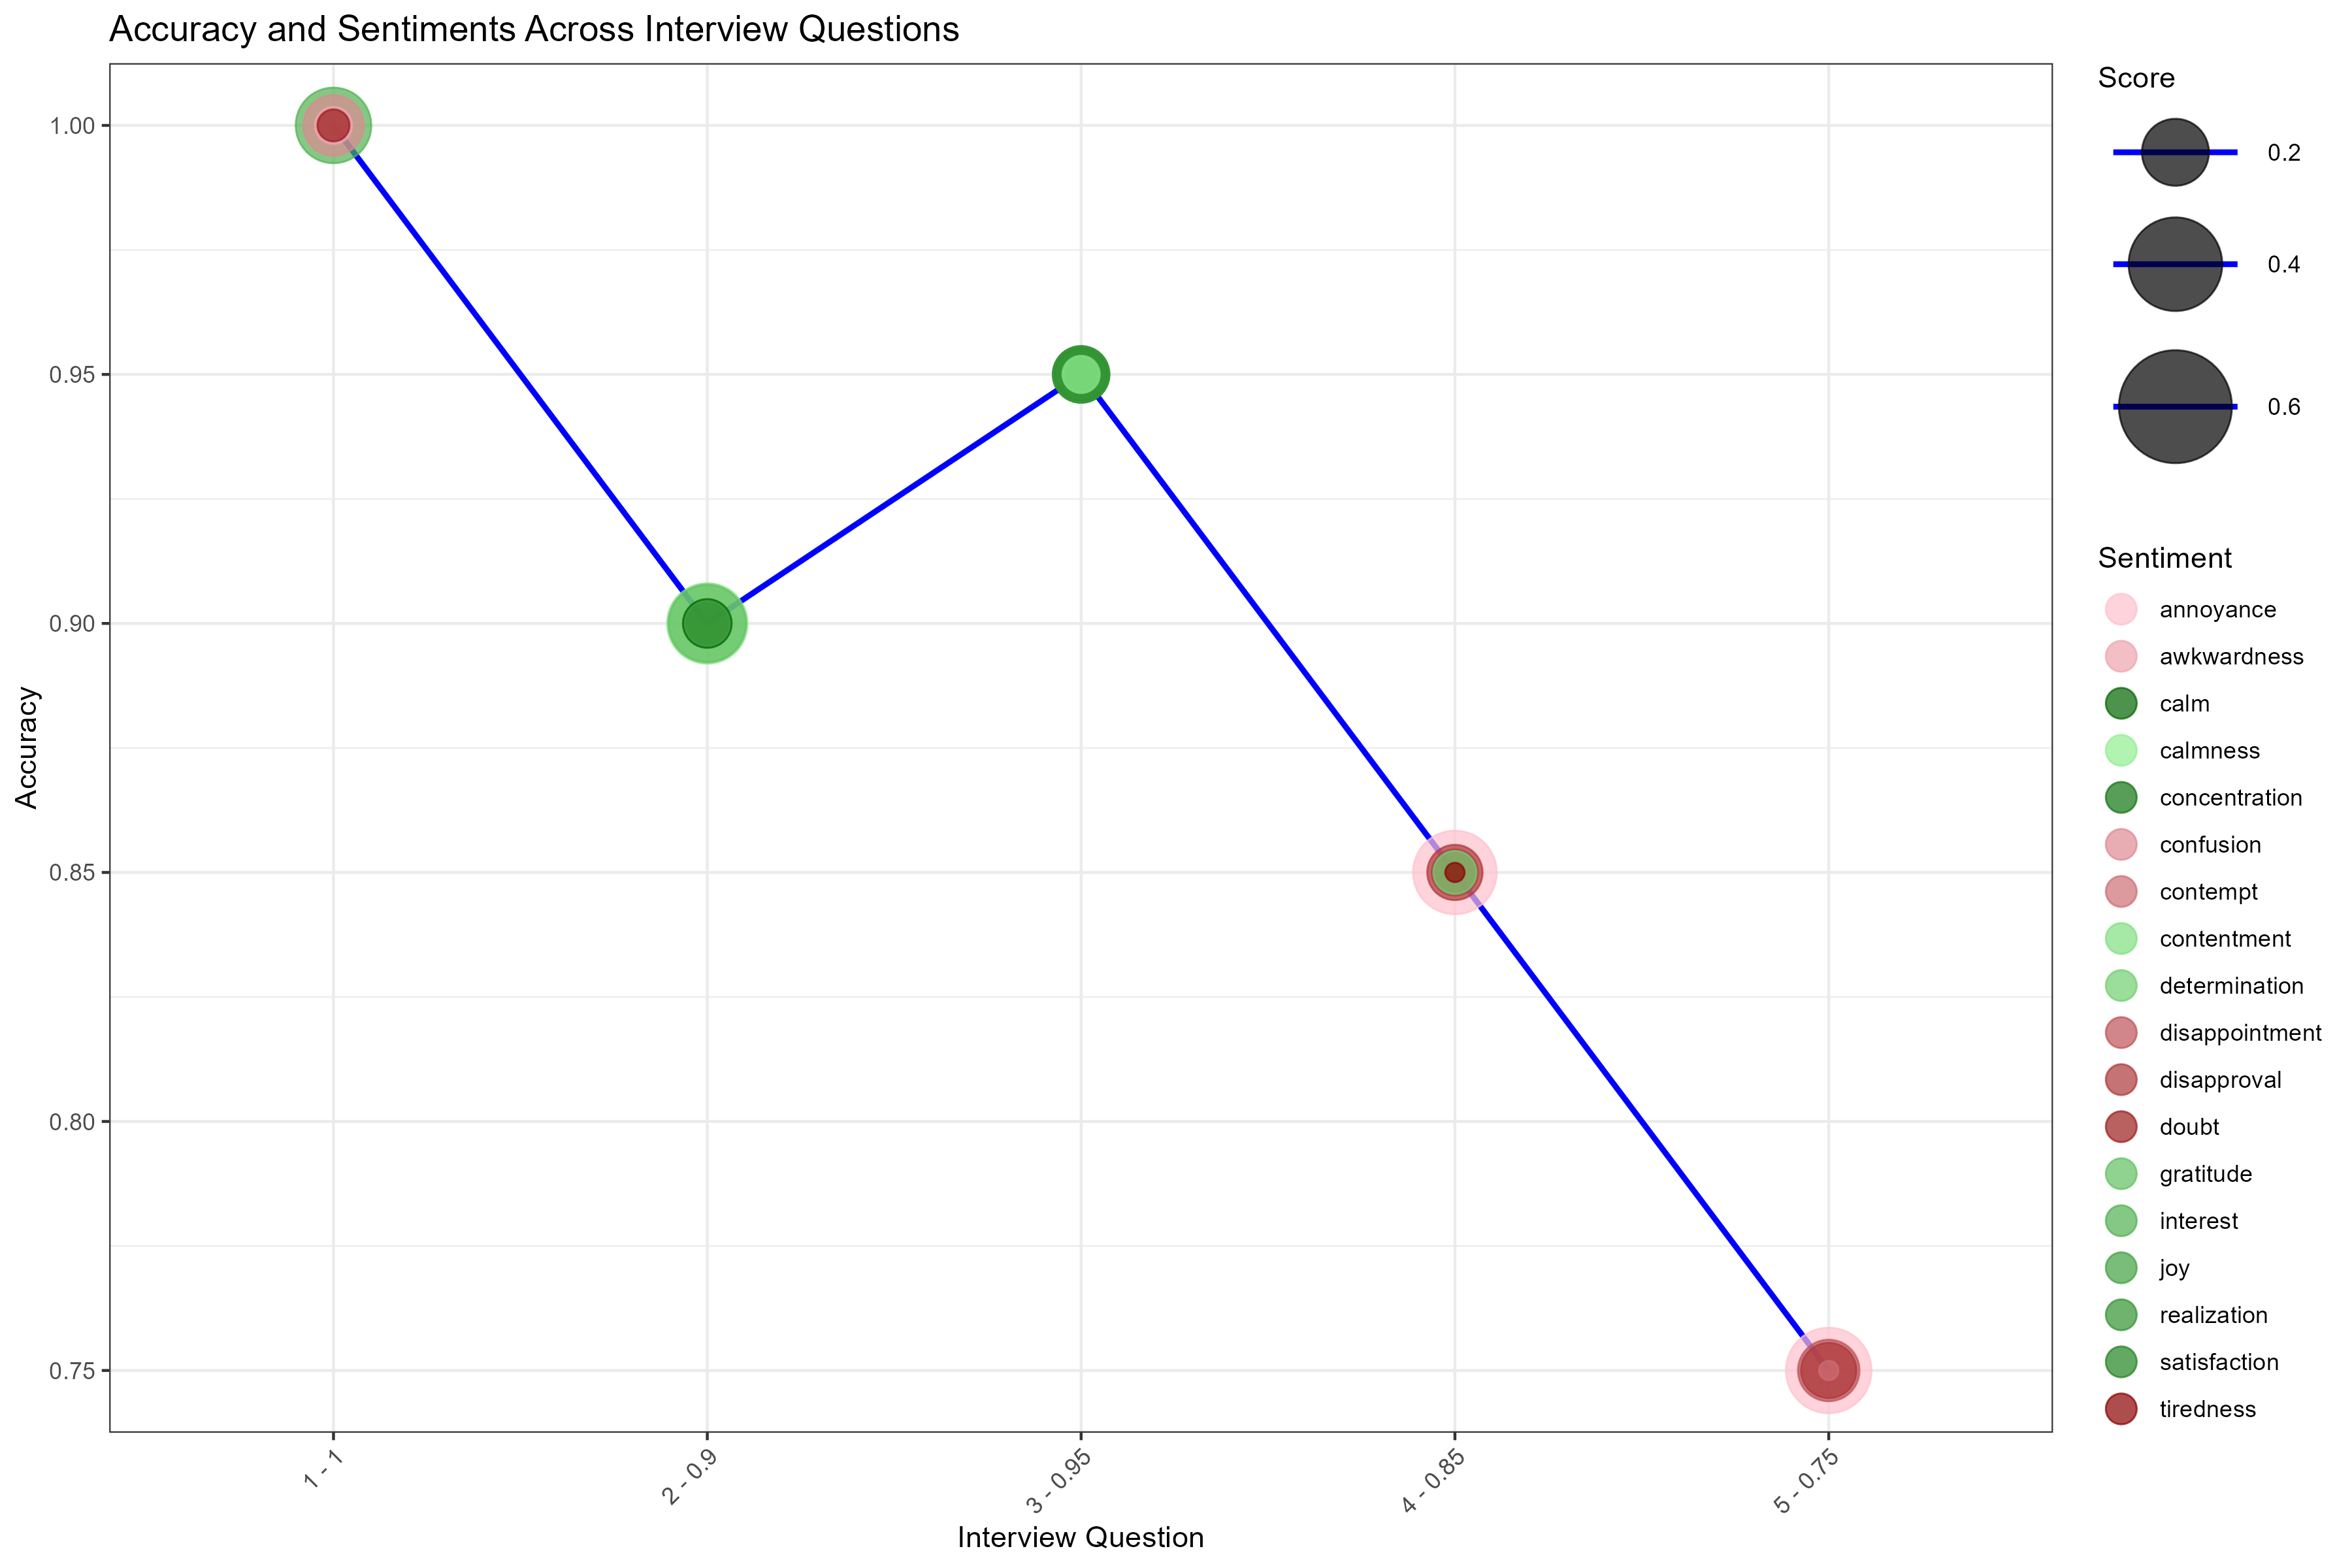 Accuracy and Sentiments Across Interview Questions
Accuracy
1.00
0.95
0.90
0.85
0.80
0.75
1 - 1
2 - 0.9
3 - 0.95
4 - 0.85
5 - 0.75
Interview Question
Score
0.2
0.4
0.6
Sentiment
annoyance
awkwardness
calm
calmness
concentration
confusion
contempt
contentment
determination
disappointment
disapproval
doubt
gratitude
interest
joy
realization
satisfaction
tiredness